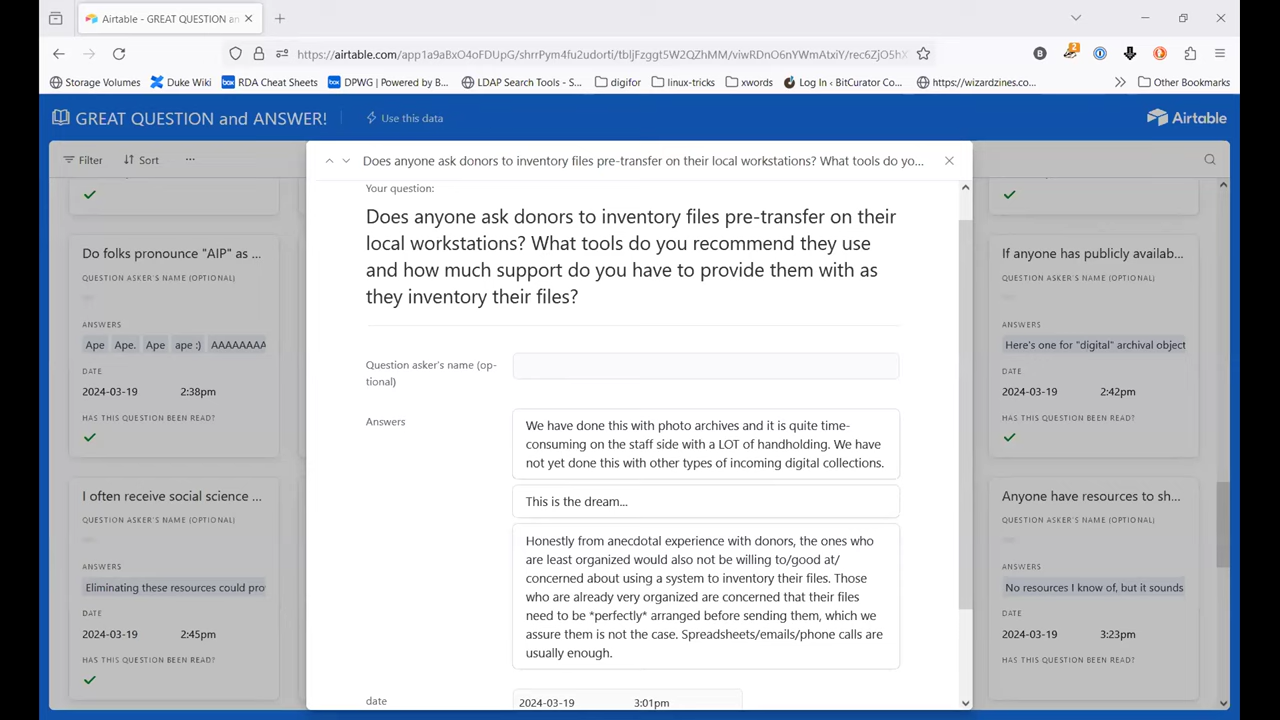 Airtable - GREAT QUESTION an
https://airtable.com/app1a9aBxO4oFDUpG/shrrPym4fu2udorti/tbljFzggt5W2QZhMM/viwRDnO6nYWmAtxiY/rec6ZjO5hX
2
Storage Volumes
Duke Wiki
RDA Cheat Sheets
DPWG | Powered by B...
LDAP Search Tools - S...
digifor
linux-tricks
xwords
Log In ‹ BitCurator Co...
https://wizardzines.co...
Other Bookmarks
GREAT QUESTION and ANSWER!
Use this data
Airtable
Filter
Sort
...
Does anyone ask donors to inventory files pre-transfer on their local workstations? What tools do yo...
Your question:
Does anyone ask donors to inventory files pre-transfer on their
local workstations? What tools do you recommend they use
and how much support do you have to provide them with as
they inventory their files?
Question asker's name (op-
tional)
Answers
We have done this with photo archives and it is quite time-
consuming on the staff side with a LOT of handholding. We have
not yet done this with other types of incoming digital collections.
This is the dream...
Honestly from anecdotal experience with donors, the ones who
are least organized would also not be willing to/good at/
concerned about using a system to inventory their files. Those
who are already very organized are concerned that their files
need to be *perfectly* arranged before sending them, which we
assure them is not the case. Spreadsheets/emails/phone calls are
usually enough.
date
2024-03-19 3:01pm
Do folks pronounce "AIP" as ...
QUESTION ASKER'S NAME (OPTIONAL)
ANSWERS
Ape Ape. Ape ape :) AAAAAAAA
DATE
2024-03-19 2:38pm
HAS THIS QUESTION BEEN READ?
I often receive social science ...
QUESTION ASKER'S NAME (OPTIONAL)
ANSWERS
Eliminating these resources could pro
DATE
2024-03-19 2:45pm
HAS THIS QUESTION BEEN READ?
If anyone has publicly availab...
QUESTION ASKER'S NAME (OPTIONAL)
ANSWERS
Here's one for "digital" archival object
DATE
2024-03-19 2:42pm
HAS THIS QUESTION BEEN READ?
Anyone have resources to sh...
QUESTION ASKER'S NAME (OPTIONAL)
ANSWERS
No resources I know of, but it sounds
DATE
2024-03-19 3:23pm
HAS THIS QUESTION BEEN READ?